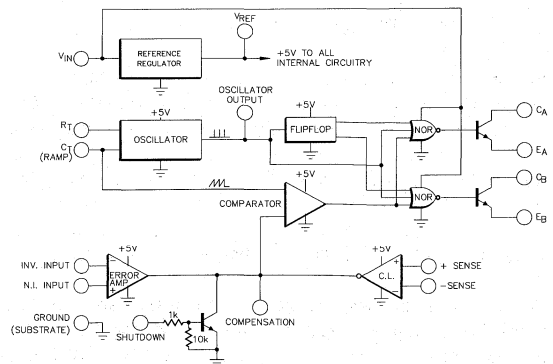 VREF
VIN
REFERENCE
REGULATOR
+5V TO ALL
INTERNAL CIRCUITRY
OSCILLATOR
OUTPUT
+5V
+5V
CA
RT
CT
(RAMP)
OSCILLATOR
FLIPFLOP
NOR
EA
+5V
CB
COMPARATOR
NOR
EB
+5V
+5V
INV. INPUT
N.I. INPUT
−
ERROR
AMP
+
C.L.
+
−
+ SENSE
−SENSE
GROUND
(SUBSTRATE)
SHUTDOWN
1k
10k
COMPENSATION